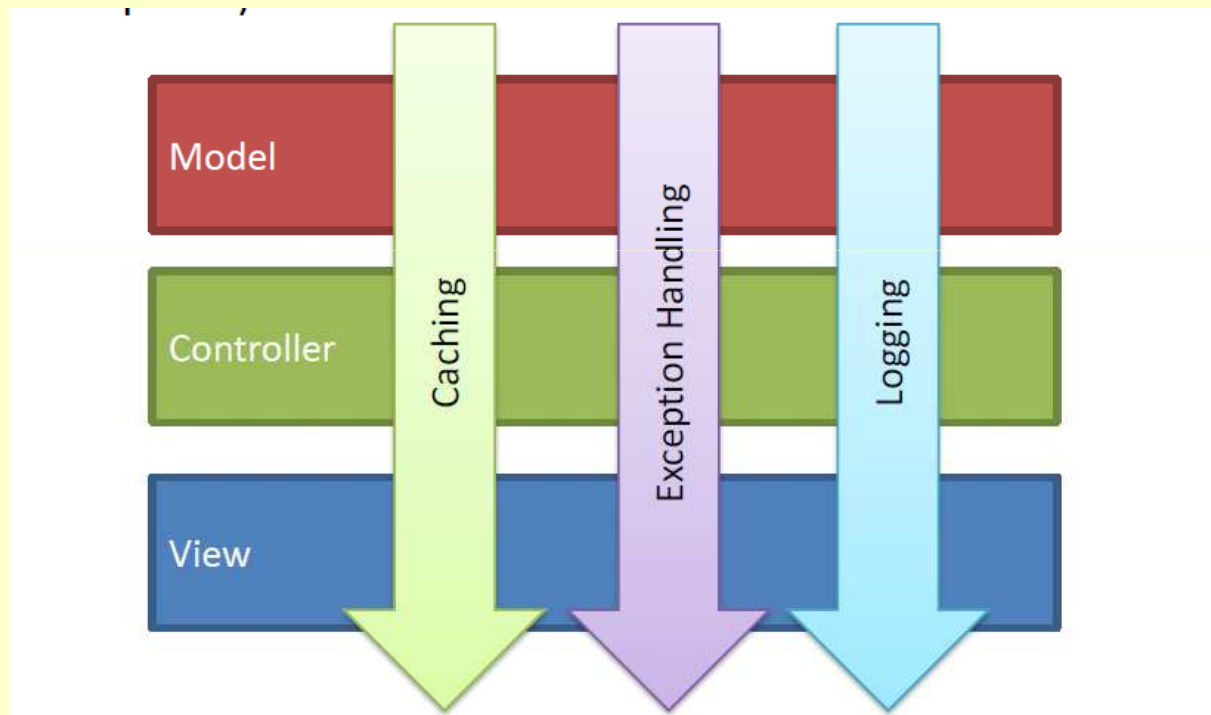 Model
Controller
View
Caching
Exception Handling
Logging